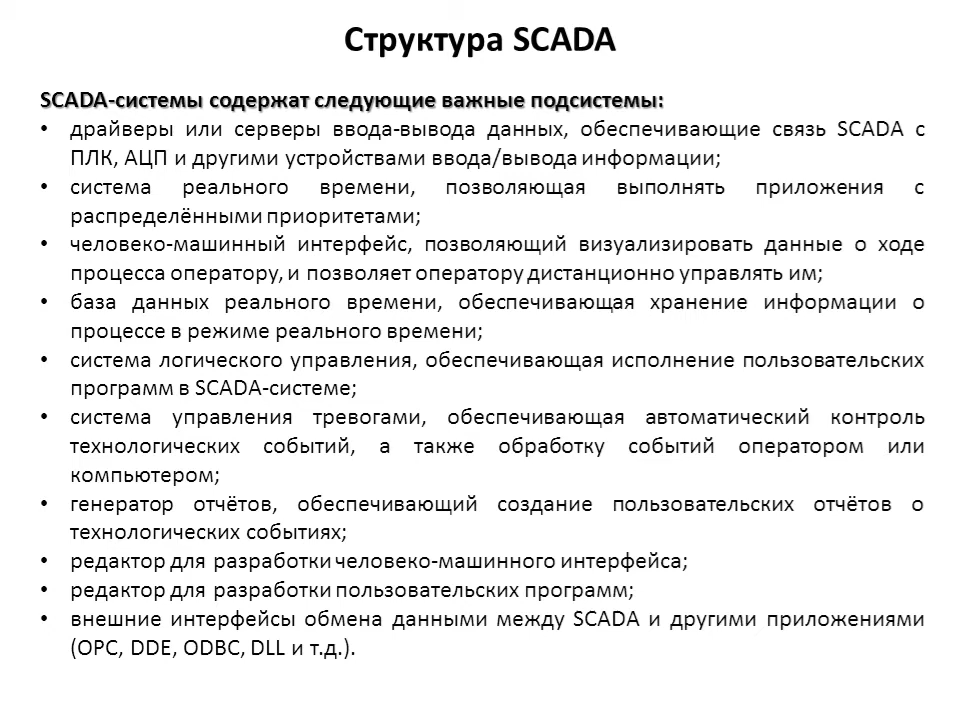 Структура SCADA
SCADA-системы содержат следующие важные подсистемы:
• драйверы или серверы ввода-вывода данных, обеспечивающие связь SCADA с
ПЛК, АЦП и другими устройствами ввода/вывода информации;
• система реального времени, позволяющая выполнять приложения с
распределёнными приоритетами;
• человеко-машинный интерфейс, позволяющий визуализировать данные о ходе
процесса оператору, и позволяет оператору дистанционно управлять им;
• база данных реального времени, обеспечивающая хранение информации о
процессе в режиме реального времени;
• система логического управления, обеспечивающая исполнение пользовательских
программ в SCADA-системе;
• система управления тревогами, обеспечивающая автоматический контроль
технологических событий, а также обработку событий оператором или
компьютером;
• генератор отчётов, обеспечивающий создание пользовательских отчётов о
технологических событиях;
• редактор для разработки человеко-машинного интерфейса;
• редактор для разработки пользовательских программ;
• внешние интерфейсы обмена данными между SCADA и другими приложениями
(OPC, DDE, ODBC, DLL и т.д.).